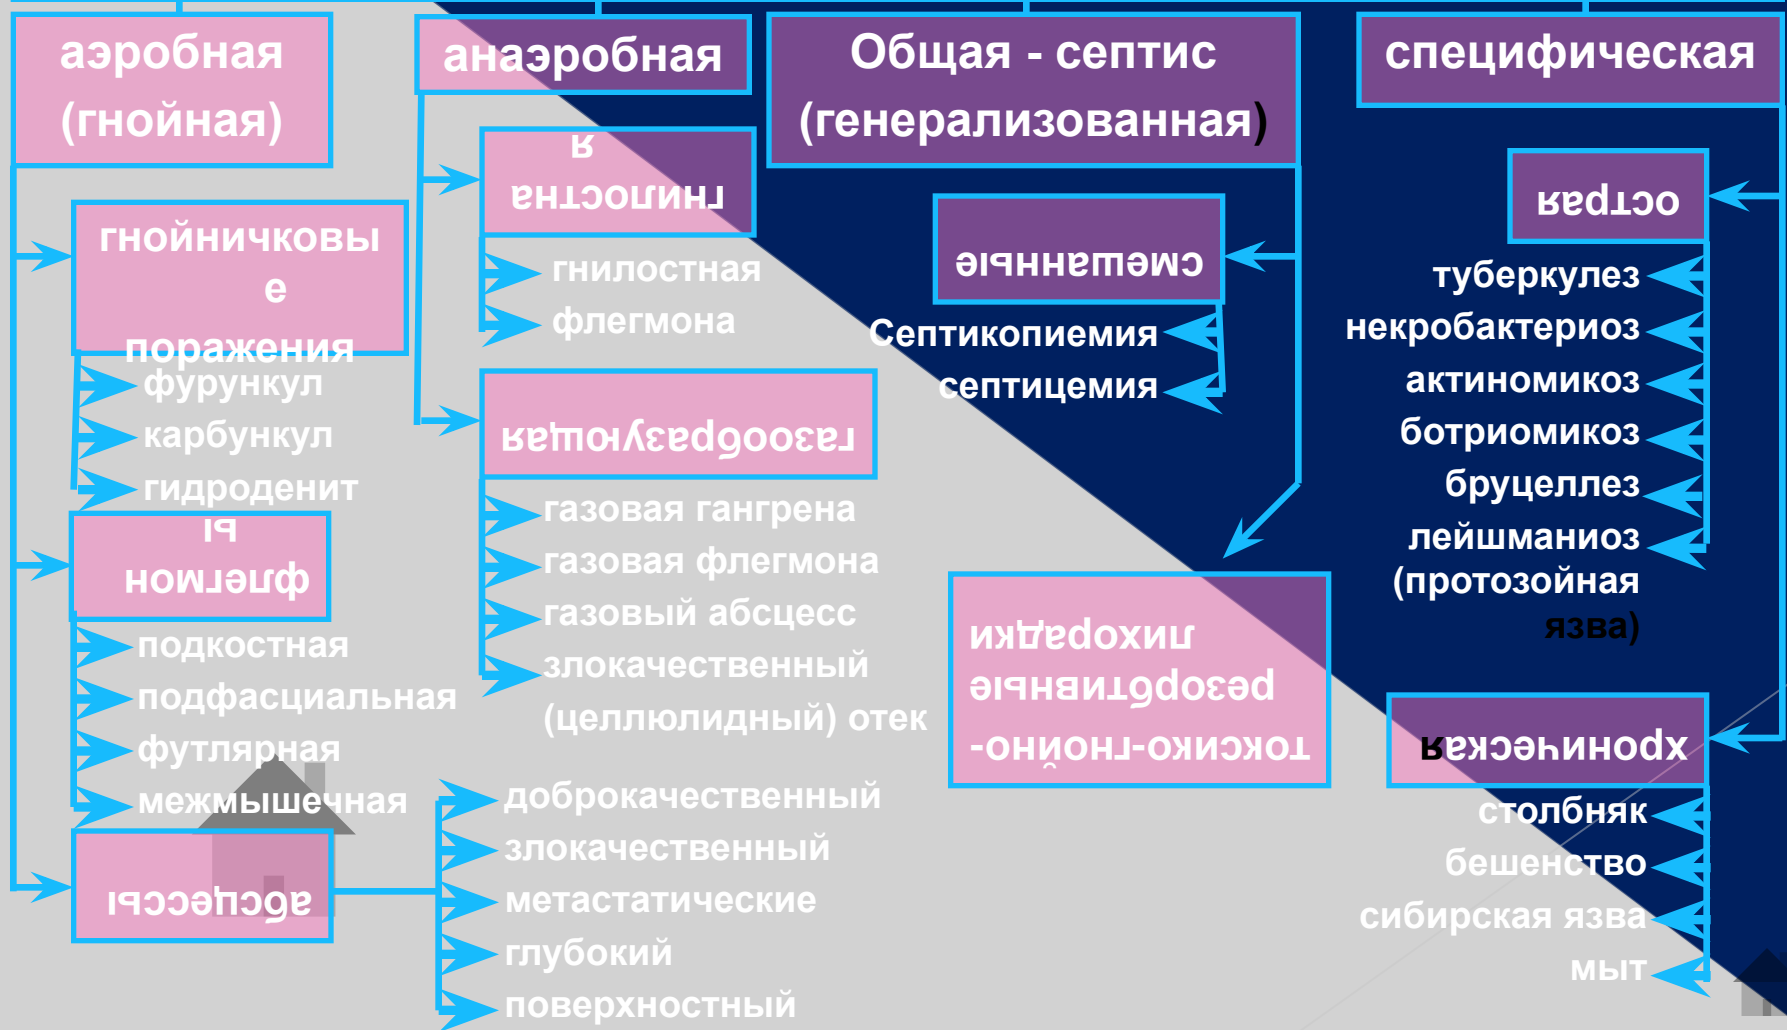 аэробная
(гнойная)
гнойничковы
е
поражения
фурункул
карбункул
гидроденит
флегмон
ы
подкостная
подфасциальная
футлярная
межмышечная
абсцессы
доброкачественный
злокачественный
метастатические
глубокий
поверхностный
анаэробная
гнилостна
я
гнилостная
флегмона
газообразующая
газовая гангрена
газовая флегмона
газовый абсцесс
злокачественный
(целлюлидный) отек
Общая - септис
(генерализованная)
смешанные
Септикопиемия
септицемия
токсико-гнойно-
резорбтивные
лихорадки
специфическая
острая
туберкулез
некробактериоз
актиномикоз
ботриомикоз
бруцеллез
лейшманиоз
(протозойная
язва)
хроническая
столбняк
бешенство
сибирская язва
мыт